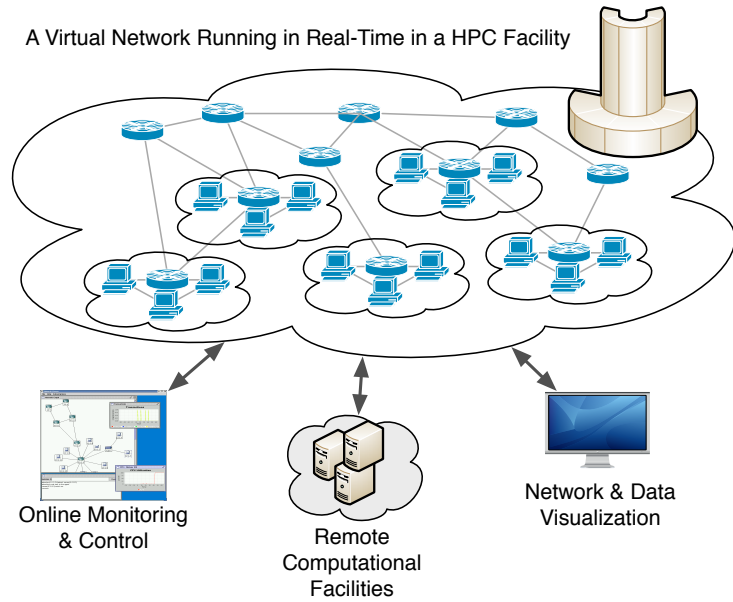 A Virtual Network Running in Real-Time in a HPC Facility
Online Monitoring
& Control
Remote
Computational
Facilities
Network & Data
Visualization